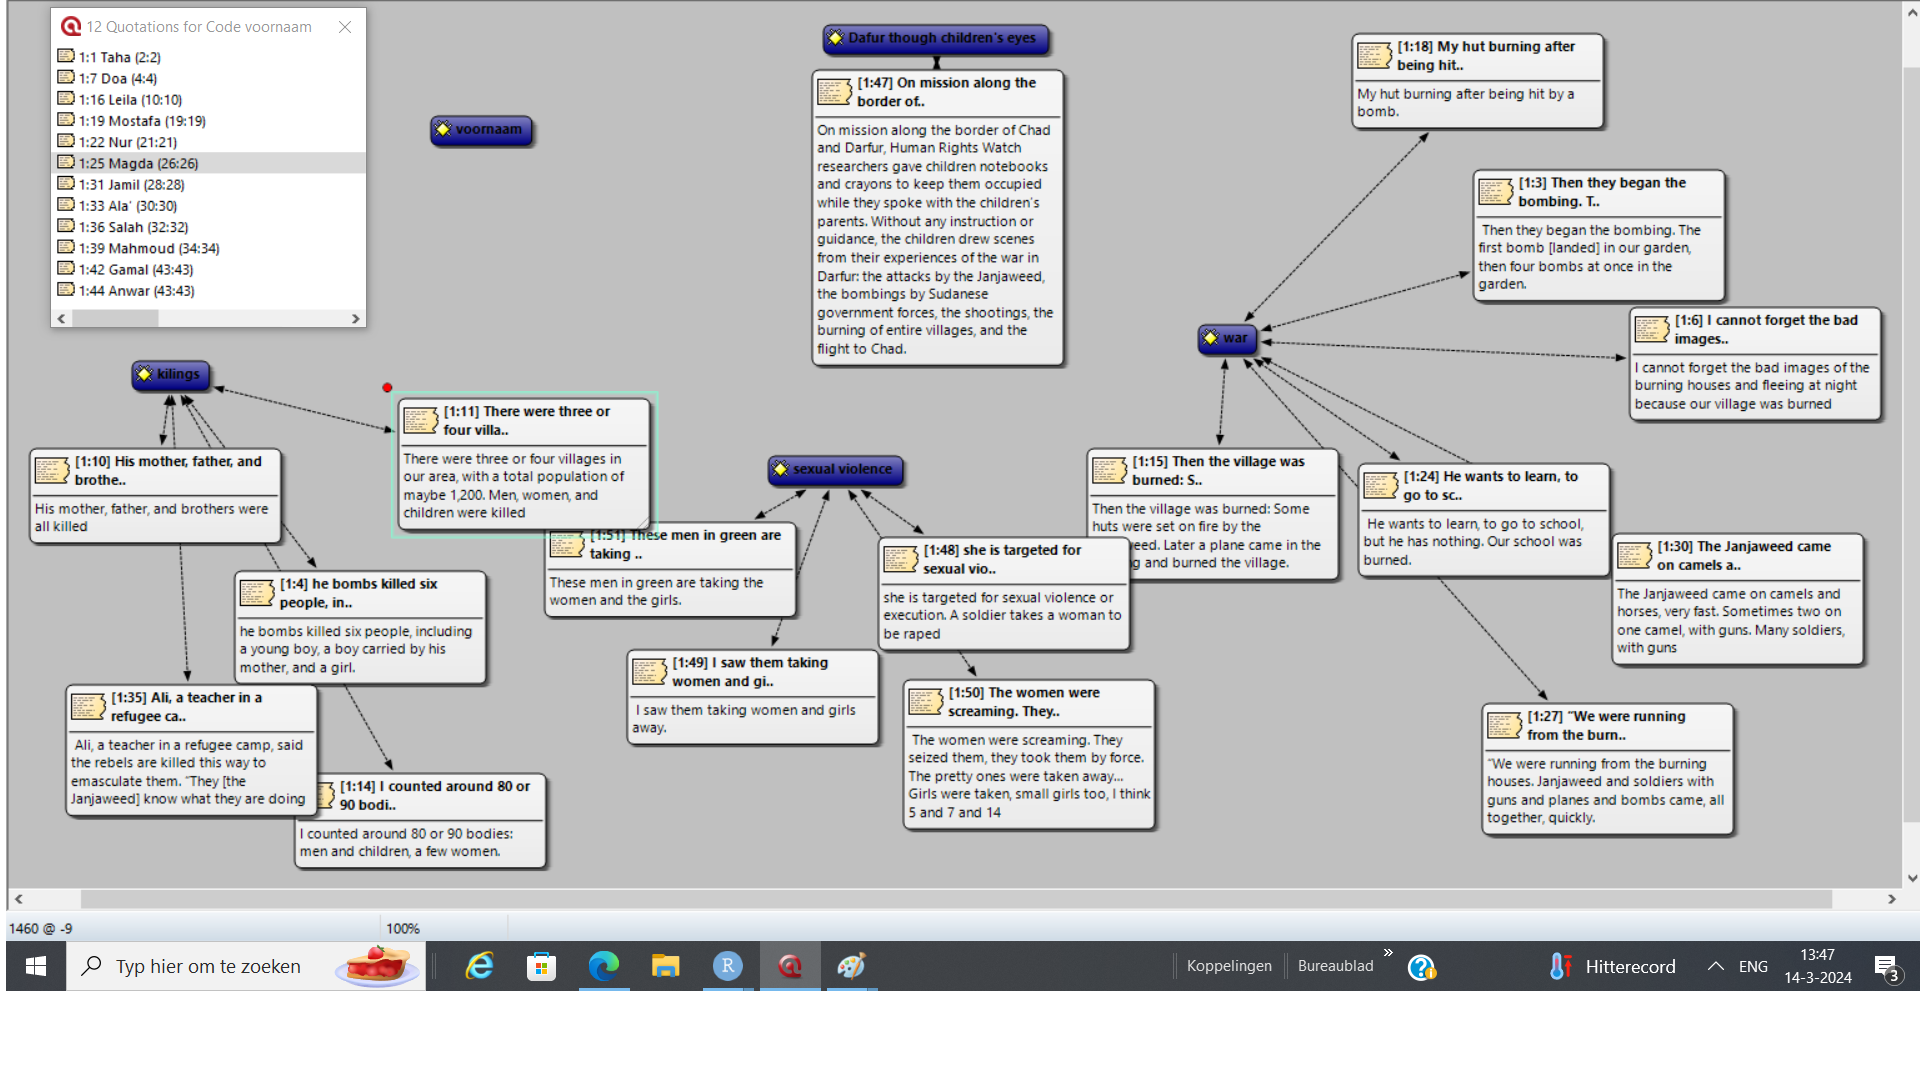 12 Quotations for Code voornaam
1:1 Taha (2:2)
1:7 Doa (4:4)
1:16 Leila (10:10)
1:19 Mostafa (19:19)
1:22 Nur (21:21)
1:25 Magda (26:26)
1:31 Jamil (28:28)
1:33 Ala' (30:30)
1:36 Salah (32:32)
1:39 Mahmoud (34:34)
1:42 Gamal (43:43)
1:44 Anwar (43:43)
voornaam
Dafur though children's eyes
[1:47] On mission along the
border of..
On mission along the border of Chad
and Darfur, Human Rights Watch
researchers gave children notebooks
and crayons to keep them occupied
while they spoke with the children's
parents. Without any instruction or
guidance, the children drew scenes
from their experiences of the war in
Darfur: the attacks by the Janjaweed,
the bombings by Sudanese
government forces, the shootings, the
burning of entire villages, and the
flight to Chad.
[1:18] My hut burning after
being hit..
My hut burning after being hit by a
bomb.
[1:3] Then they began the
bombing. T..
Then they began the bombing. The
first bomb [landed] in our garden,
then four bombs at once in the
garden.
war
[1:6] I cannot forget the bad
images..
I cannot forget the bad images of the
burning houses and fleeing at night
because our village was burned
kilings
[1:11] There were three or
four villa..
There were three or four villages in
our area, with a total population of
maybe 1,200. Men, women, and
children were killed
[1:10] His mother, father, and
brothe..
His mother, father, and brothers were
all killed
sexual violence
[1:15] Then the village was
burned: S..
Then the village was burned: Some
huts were set on fire by the
weed. Later a plane came in the
g and burned the village.
[1:24] He wants to learn, to
go to sc..
He wants to learn, to go to school,
but he has nothing. Our school was
burned.
[1:51] These men in green are
taking ..
These men in green are taking the
women and the girls.
[1:48] she is targeted for
sexual vio..
she is targeted for sexual violence or
execution. A soldier takes a woman to
be raped
[1:30] The Janjaweed came
on camels a..
The Janjaweed came on camels and
horses, very fast. Sometimes two on
one camel, with guns. Many soldiers,
with guns
[1:4] he bombs killed six
people, in..
he bombs killed six people, including
a young boy, a boy carried by his
mother, and a girl.
[1:49] I saw them taking
women and gi..
I saw them taking women and girls
away.
[1:50] The women were
screaming. They..
The women were screaming. They
seized them, they took them by force.
The pretty ones were taken away...
Girls were taken, small girls too, I think
5 and 7 and 14
[1:35] Ali, a teacher in a
refugee ca..
Ali, a teacher in a refugee camp, said
the rebels are killed this way to
emasculate them. "They [the
Janjaweed] know what they are doing
[1:27] "We were running
from the burn..
"We were running from the burning
houses. Janjaweed and soldiers with
guns and planes and bombs came, all
together, quickly.
[1:14] I counted around 80 or
90 bodi..
I counted around 80 or 90 bodies:
men and children, a few women.
1460 @ -9
100%
Typ hier om te zoeken
R
Koppelingen
Bureaublad
Hitterecord
ENG
13:47
14-3-2024
3